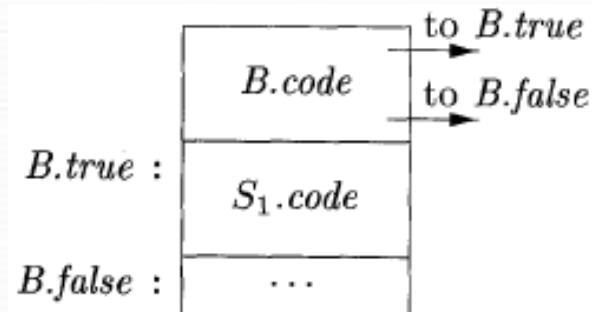 to B.true
B.code
to B.false
B.true :
S₁.code
B.false :
...